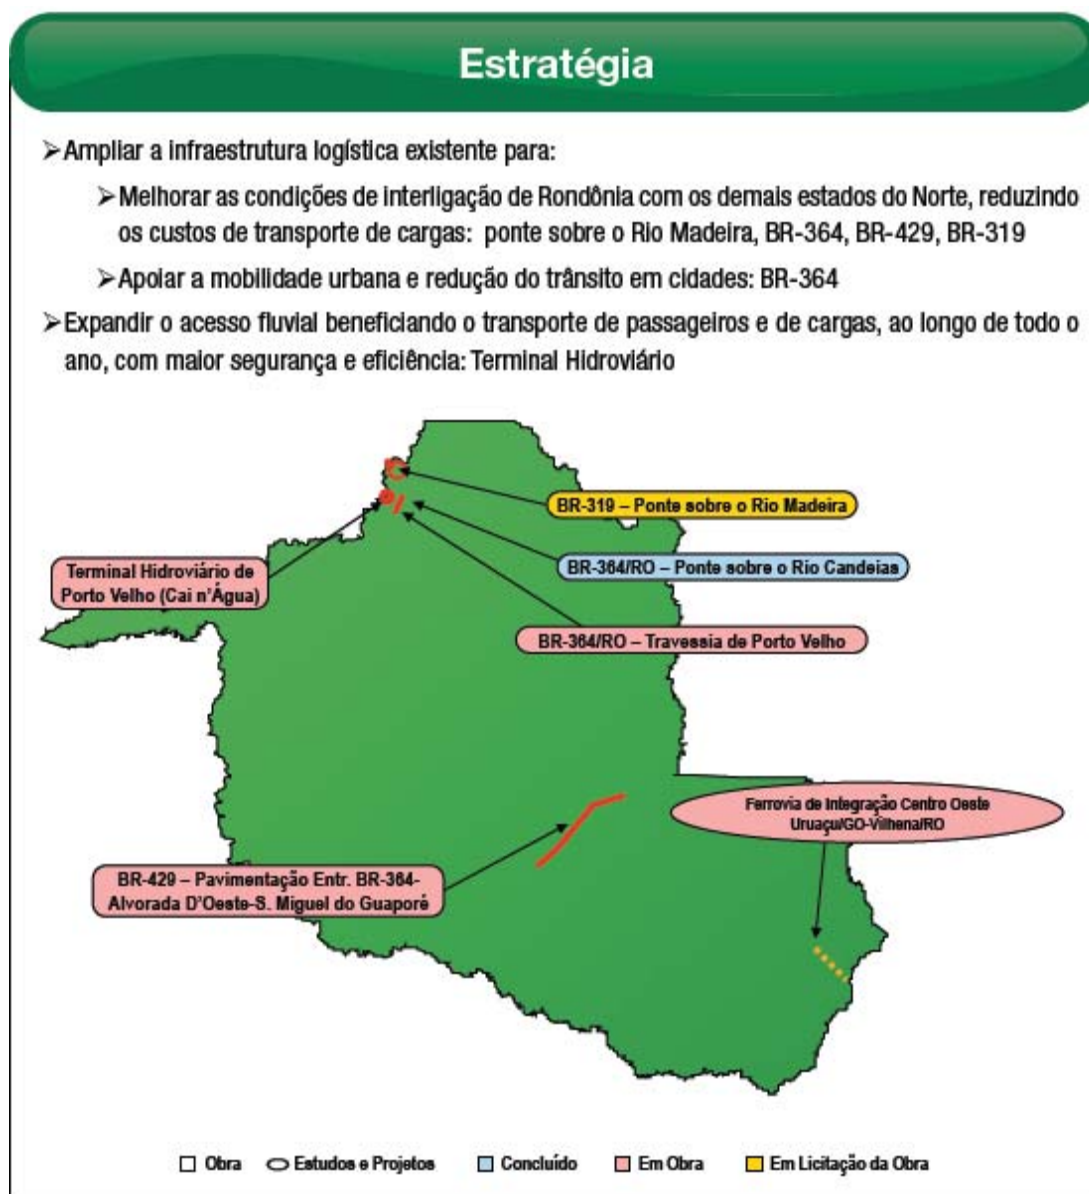 Estratégia
➢Ampliar a infraestrutura logística existente para:
➢Melhorar as condições de interligação de Rondônia com os demais estados do Norte, reduzindo
os custos de transporte de cargas: ponte sobre o Rio Madeira, BR-364, BR-429, BR-319
➢Apoiar a mobilidade urbana e redução do trânsito em cidades: BR-364
➢Expandir o acesso fluvial beneficiando o transporte de passageiros e de cargas, ao longo de todo o
ano, com maior segurança e eficiência: Terminal Hidroviário
BR-319 – Ponte sobre o Rio Madeira
BR-364/RO – Ponte sobre o Rio Candeias
Terminal Hidroviário de
Porto Velho (Cai n'Água)
BR-364/RO – Travessia de Porto Velho
Ferrovia de Integração Centro Oeste
Uruaçu/GO-Vilhena/RO
BR-429 – Pavimentação Entr. BR-364-
Alvorada D'Oeste-S. Miguel do Guaporé
Obra Estudos e Projetos Concluído Em Obra Em Licitação da Obra